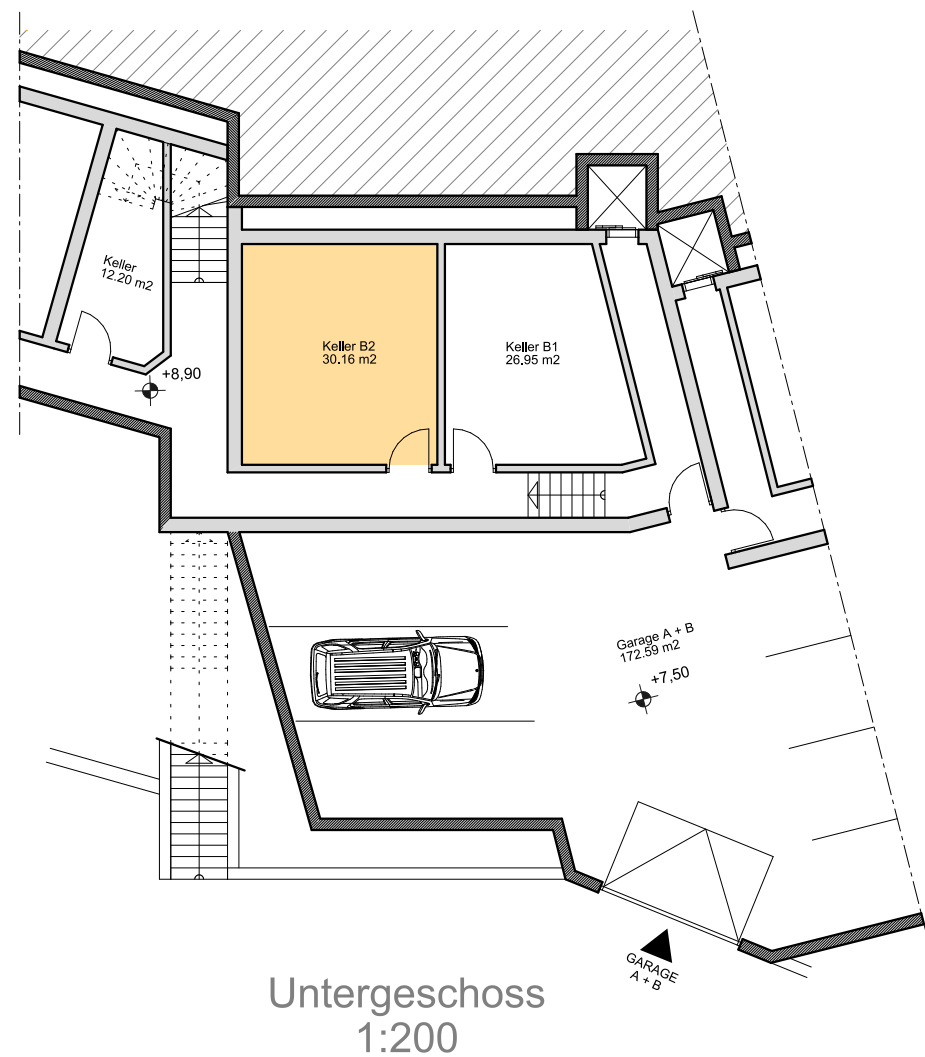 Keller
12.20 m2
+8,90
Keller B2
30.16 m2
Keller B1
26.95 m2
Garage A + B
172.59 m2
+7,50
GARAGE
A + B
Untergeschoss
1:200